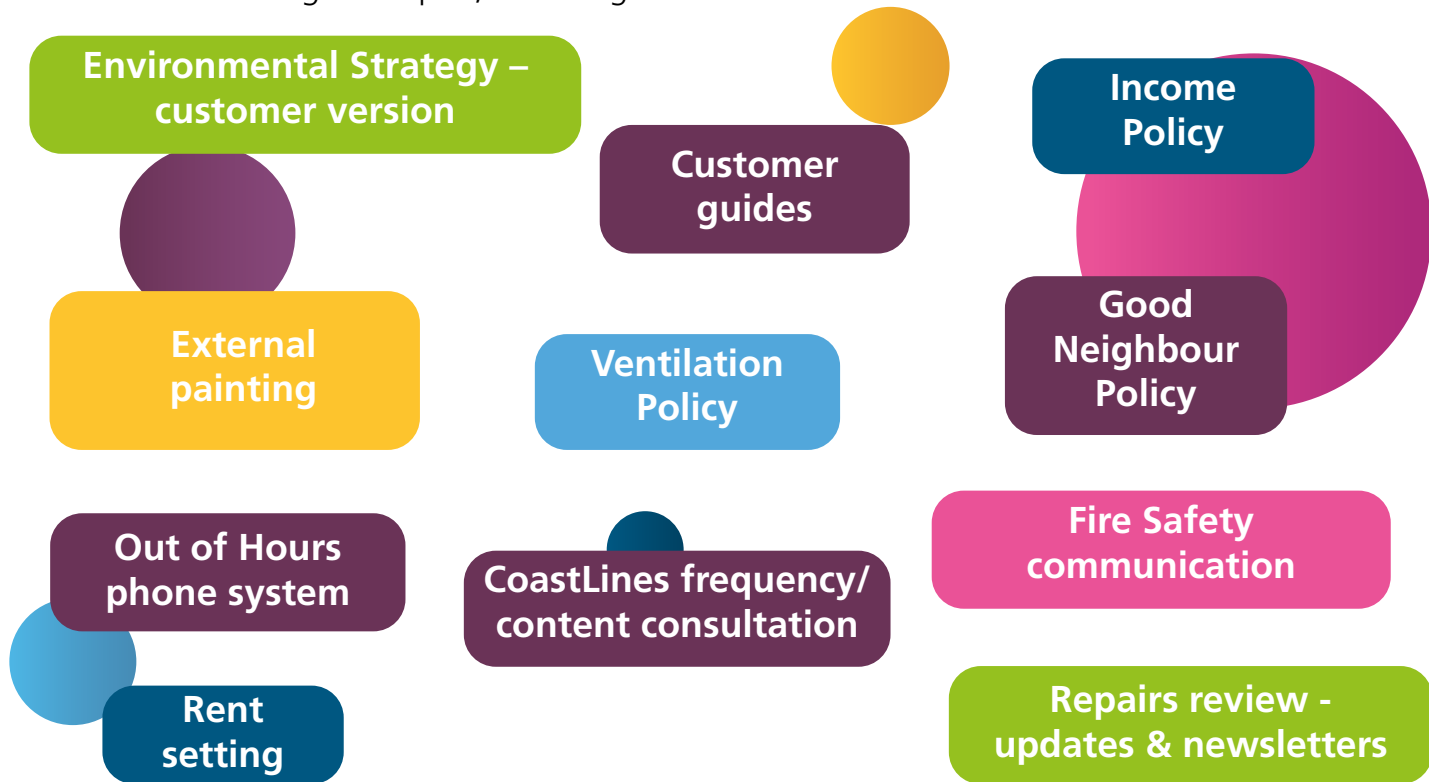 Environmental Strategy –
customer version
Customer
guides
Income
Policy
External
painting
Ventilation
Policy
Good
Neighbour
Policy
Out of Hours
phone system
CoastLines frequency/
content consultation
Fire Safety
communication
Rent
setting
Repairs review -
updates & newsletters